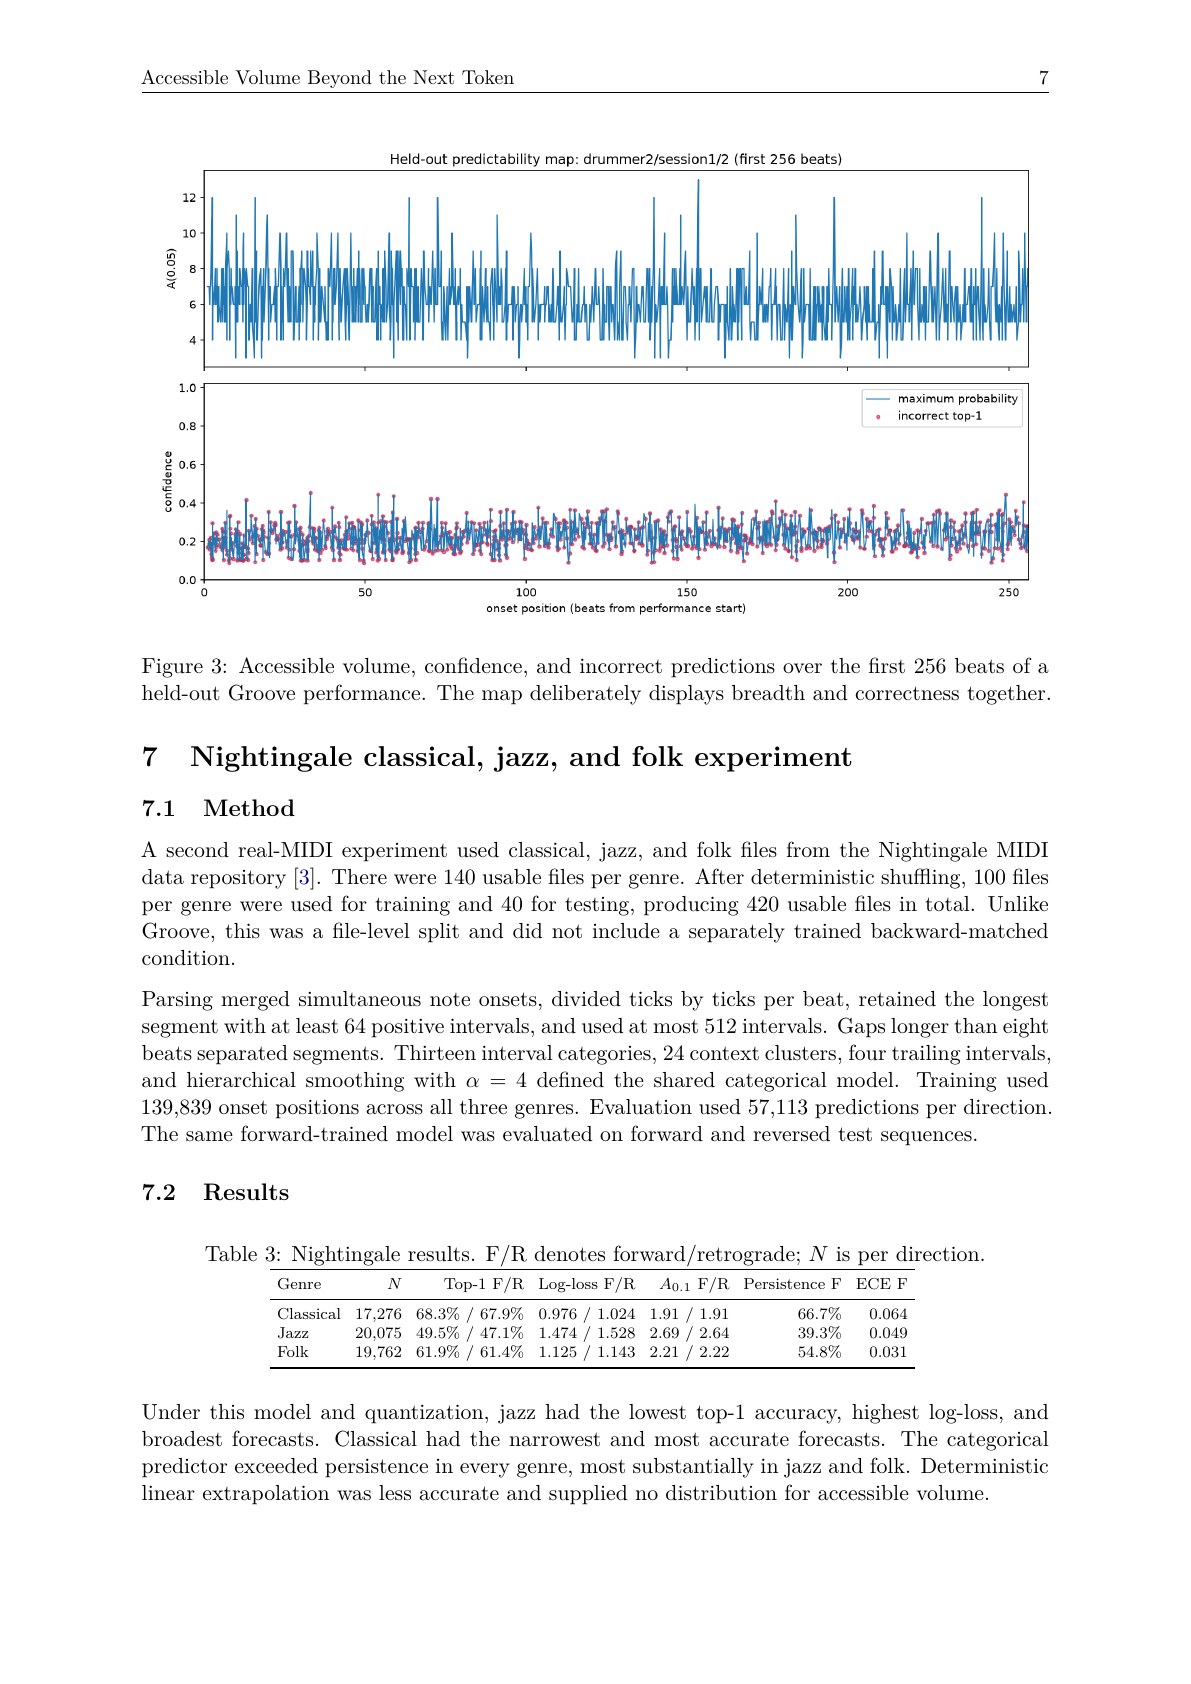 Accessible Volume Beyond the Next Token 7
Held-out predictability map: drummer2/session1/2 (first 256 beats)
12
10
8
6
4
A(0.05)
1.0
0.8
0.6
0.4
0.2
0.0
confidence
maximum probability
incorrect top-1
0 50 100 150 200 250
onset position (beats from performance start)
Figure 3: Accessible volume, confidence, and incorrect predictions over the first 256 beats of a
held-out Groove performance. The map deliberately displays breadth and correctness together.
7 Nightingale classical, jazz, and folk experiment
7.1 Method
A second real-MIDI experiment used classical, jazz, and folk files from the Nightingale MIDI
data repository [3]. There were 140 usable files per genre. After deterministic shuffling, 100 files
per genre were used for training and 40 for testing, producing 420 usable files in total. Unlike
Groove, this was a file-level split and did not include a separately trained backward-matched
condition.
Parsing merged simultaneous note onsets, divided ticks by ticks per beat, retained the longest
segment with at least 64 positive intervals, and used at most 512 intervals. Gaps longer than eight
beats separated segments. Thirteen interval categories, 24 context clusters, four trailing intervals,
and hierarchical smoothing with α = 4 defined the shared categorical model. Training used
139,839 onset positions across all three genres. Evaluation used 57,113 predictions per direction.
The same forward-trained model was evaluated on forward and reversed test sequences.
7.2 Results
Table 3: Nightingale results. F/R denotes forward/retrograde; N is per direction.
Genre N Top-1 F/R Log-loss F/R A0.1 F/R Persistence F ECE F
Classical 17,276 68.3% / 67.9% 0.976 / 1.024 1.91 / 1.91 66.7% 0.064
Jazz 20,075 49.5% / 47.1% 1.474 / 1.528 2.69 / 2.64 39.3% 0.049
Folk 19,762 61.9% / 61.4% 1.125 / 1.143 2.21 / 2.22 54.8% 0.031
Under this model and quantization, jazz had the lowest top-1 accuracy, highest log-loss, and
broadest forecasts. Classical had the narrowest and most accurate forecasts. The categorical
predictor exceeded persistence in every genre, most substantially in jazz and folk. Deterministic
linear extrapolation was less accurate and supplied no distribution for accessible volume.